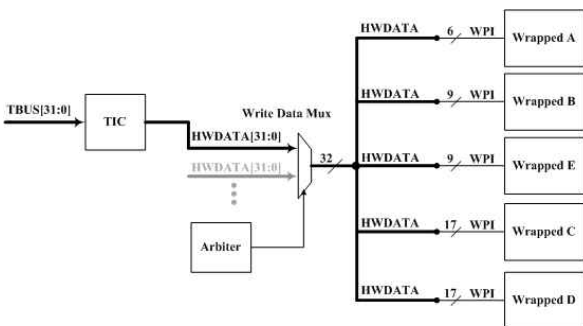 HWDATA 6 WPI Wrapped A
HWDATA 9 WPI Wrapped B
TBUS[31:0] TIC Write Data Mux
HWDATA[31:0]
32 HWDATA 9 WPI Wrapped E
HWDATA[31:0]
Arbiter HWDATA 17 WPI Wrapped C
HWDATA 17 WPI Wrapped D